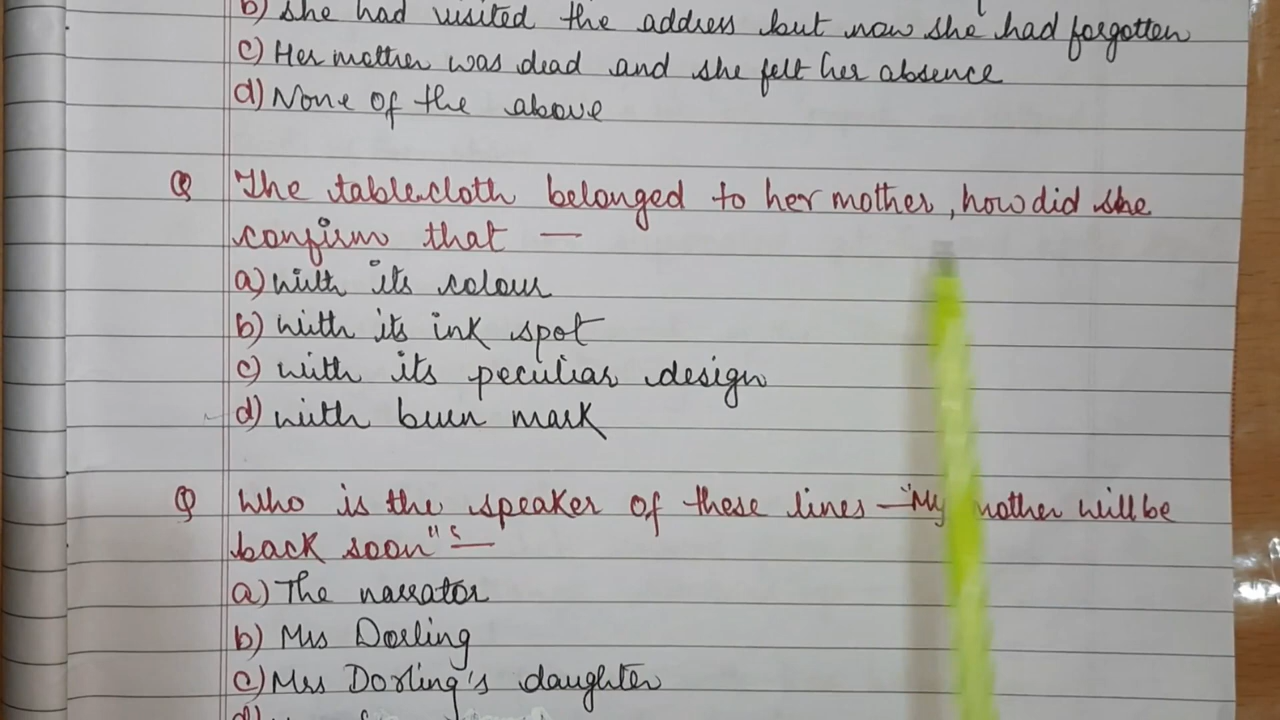 b) She had visited the address but now she had forgotten
c) Her mother was dead and she felt her absence
d) None of the above
Q The tablecloth belonged to her mother, how did she
confirm that —
a) with its colour
b) with its ink spot
c) with its peculiar design
d) with burn mark
Q Who is the speaker of these lines — "My mother will be
back soon" —
a) The narrator
b) Mrs Dorling
c) Mrs Dorling's daughter